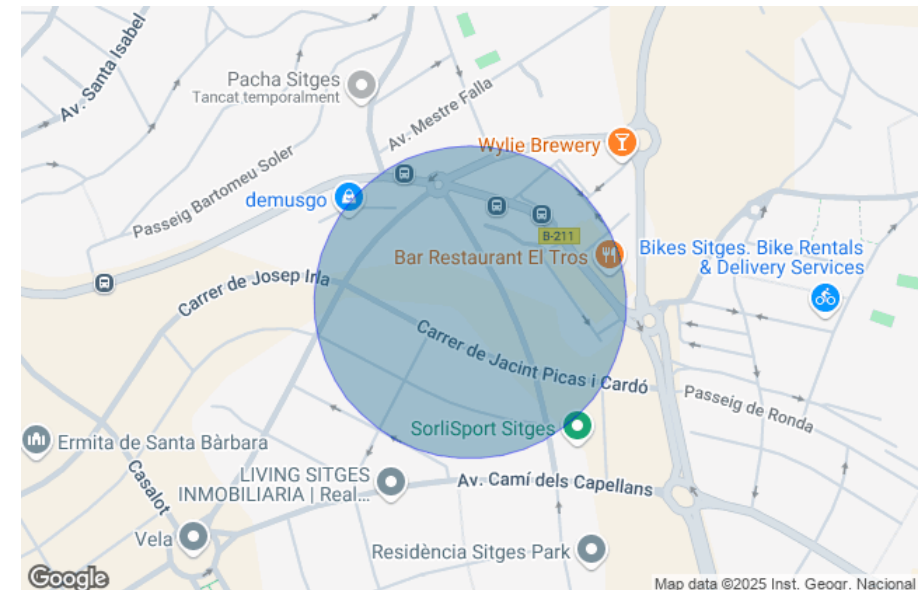 Av. Santa Isabel
Pacha Sitges
Tancat temporalment
Av. Mestre Falla
Wylie Brewery
Passeig Bartomeu Soler
demusgo
B-211
Bar Restaurant El Tros
Bikes Sitges. Bike Rentals
& Delivery Services
Carrer de Josep Irla
Carrer de Jacint Picas i Cardó
Passeig de Ronda
SorliSport Sitges
Ermita de Santa Bàrbara
Casalot
LIVING SITGES
INMOBILIARIA | Real...
Av. Camí dels Capellans
Vela
Residència Sitges Park
Google
Map data ©2025 Inst. Geogr. Nacional